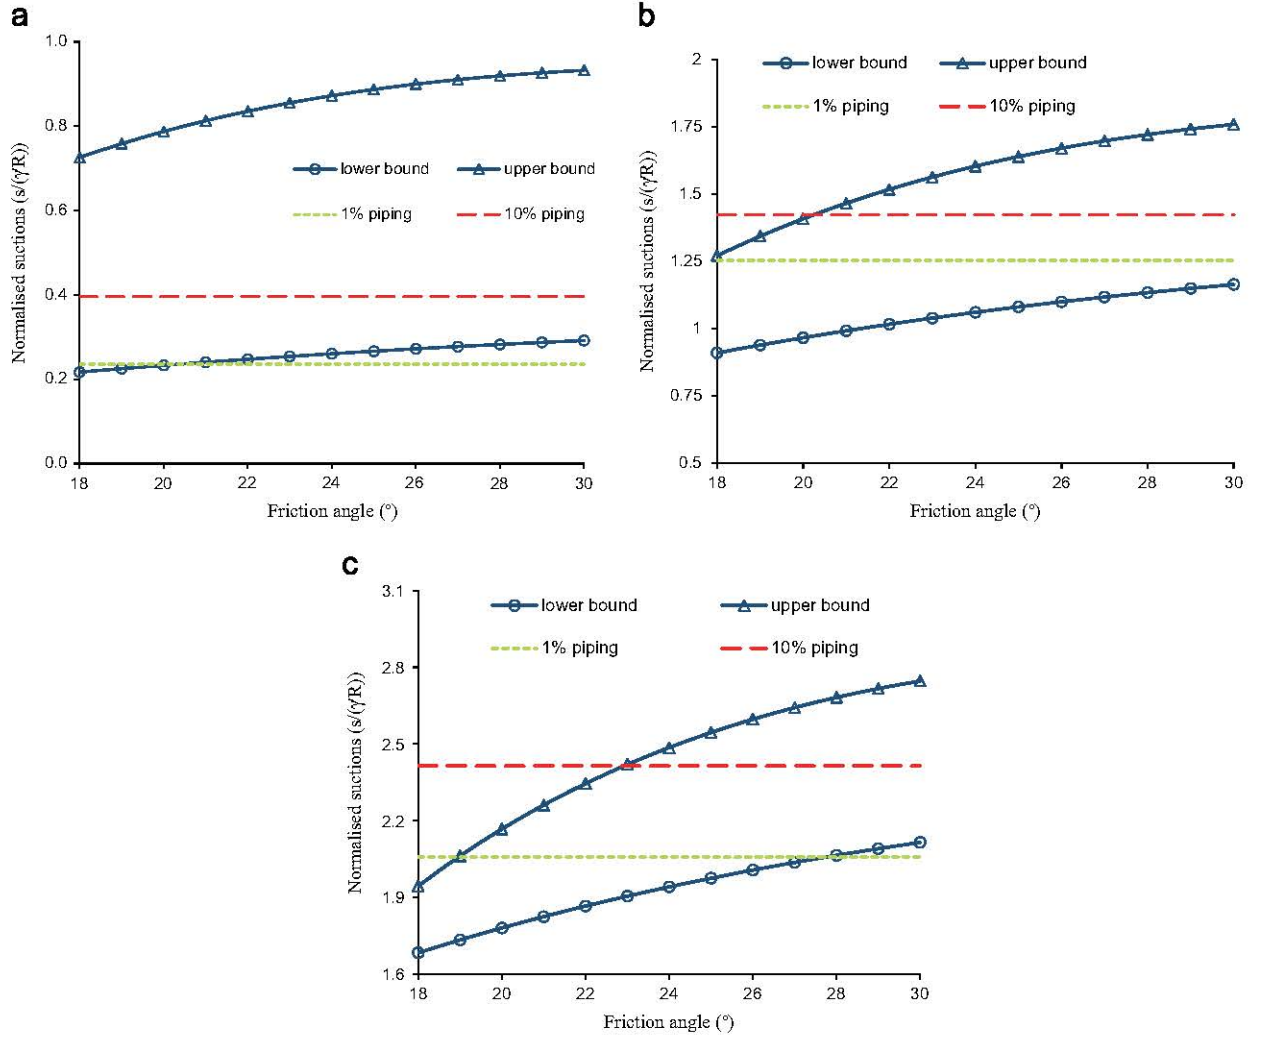 a
1.0
0.8
0.6
0.4
0.2
0.0
Normalised suctions (s/(γ'R))
lower bound
upper bound
1% piping
10% piping
18 20 22 24 26 28 30
Friction angle (°)
b
2
1.75
1.5
1.25
1
0.75
0.5
Normalised suctions (s/(γ'R))
lower bound
upper bound
1% piping
10% piping
18 20 22 24 26 28 30
Friction angle (°)
c
3.1
2.8
2.5
2.2
1.9
1.6
Normalised suctions (s/(γ'R))
lower bound
upper bound
1% piping
10% piping
18 20 22 24 26 28 30
Friction angle (°)